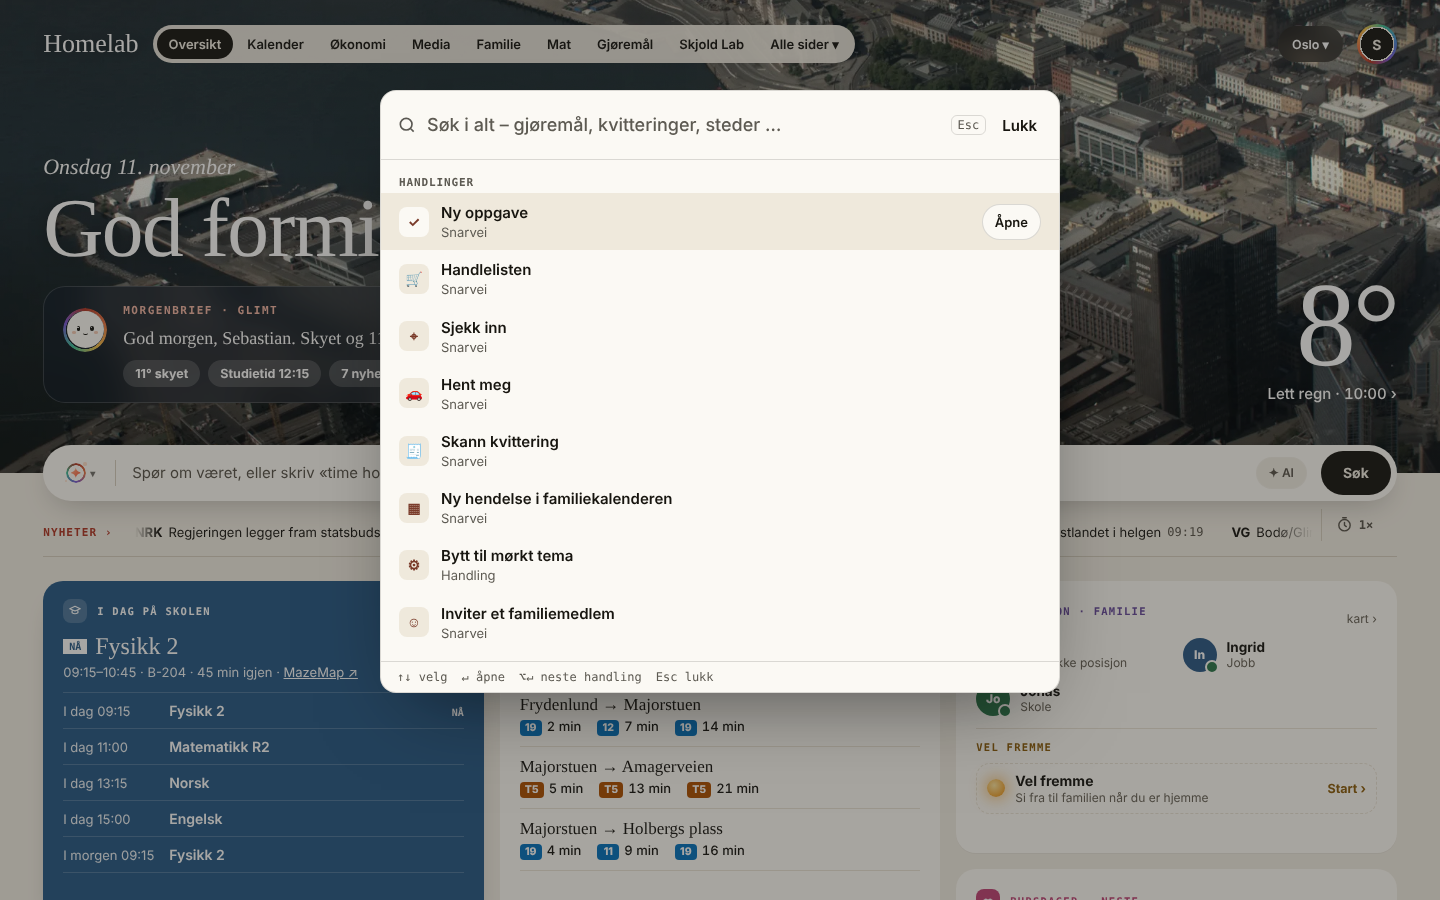 Homelab
Oversikt Kalender Økonomi Media Familie Mat Gjøremål Skjold Lab Alle sider ▾
Oslo ▾ S
Søk i alt – gjøremål, kvitteringer, steder ... Esc Lukk
Onsdag 11. november
HANDLINGER
Ny oppgave
Snarvei
Åpne
God formi
Handlelisten
Snarvei
MORGENBRIEF · GLIMT
God morgen, Sebastian. Skyet og 11
11° skyet Studietid 12:15 7 nyhe
Sjekk inn
Snarvei
8°
Lett regn · 10:00 ›
Hent meg
Snarvei
Skann kvittering
Snarvei
Spør om været, eller skriv «time ho
✦ AI Søk
Ny hendelse i familiekalenderen
Snarvei
NYHETER › NRK Regjeringen legger fram statsbuds
stlandet i helgen 09:19 VG Bodø/Gli 1×
Bytt til mørkt tema
Handling
Inviter et familiemedlem
Snarvei
↑↓ velg ↵ åpne ⌥↵ neste handling Esc lukk
I DAG PÅ SKOLEN
NÅ Fysikk 2
09:15–10:45 · B-204 · 45 min igjen · MazeMap ↗
I dag 09:15 Fysikk 2 NÅ
I dag 11:00 Matematikk R2
I dag 13:15 Norsk
I dag 15:00 Engelsk
I morgen 09:15 Fysikk 2
Frydenlund → Majorstuen
19 2 min 12 7 min 19 14 min
Majorstuen → Amagerveien
T5 5 min T5 13 min T5 21 min
Majorstuen → Holbergs plass
19 4 min 11 9 min 19 16 min
ON · FAMILIE
kart ›
kke posisjon
In Ingrid
Jobb
Jo Jonas
Skole
VEL FREMME
Vel fremme
Si fra til familien når du er hjemme
Start ›